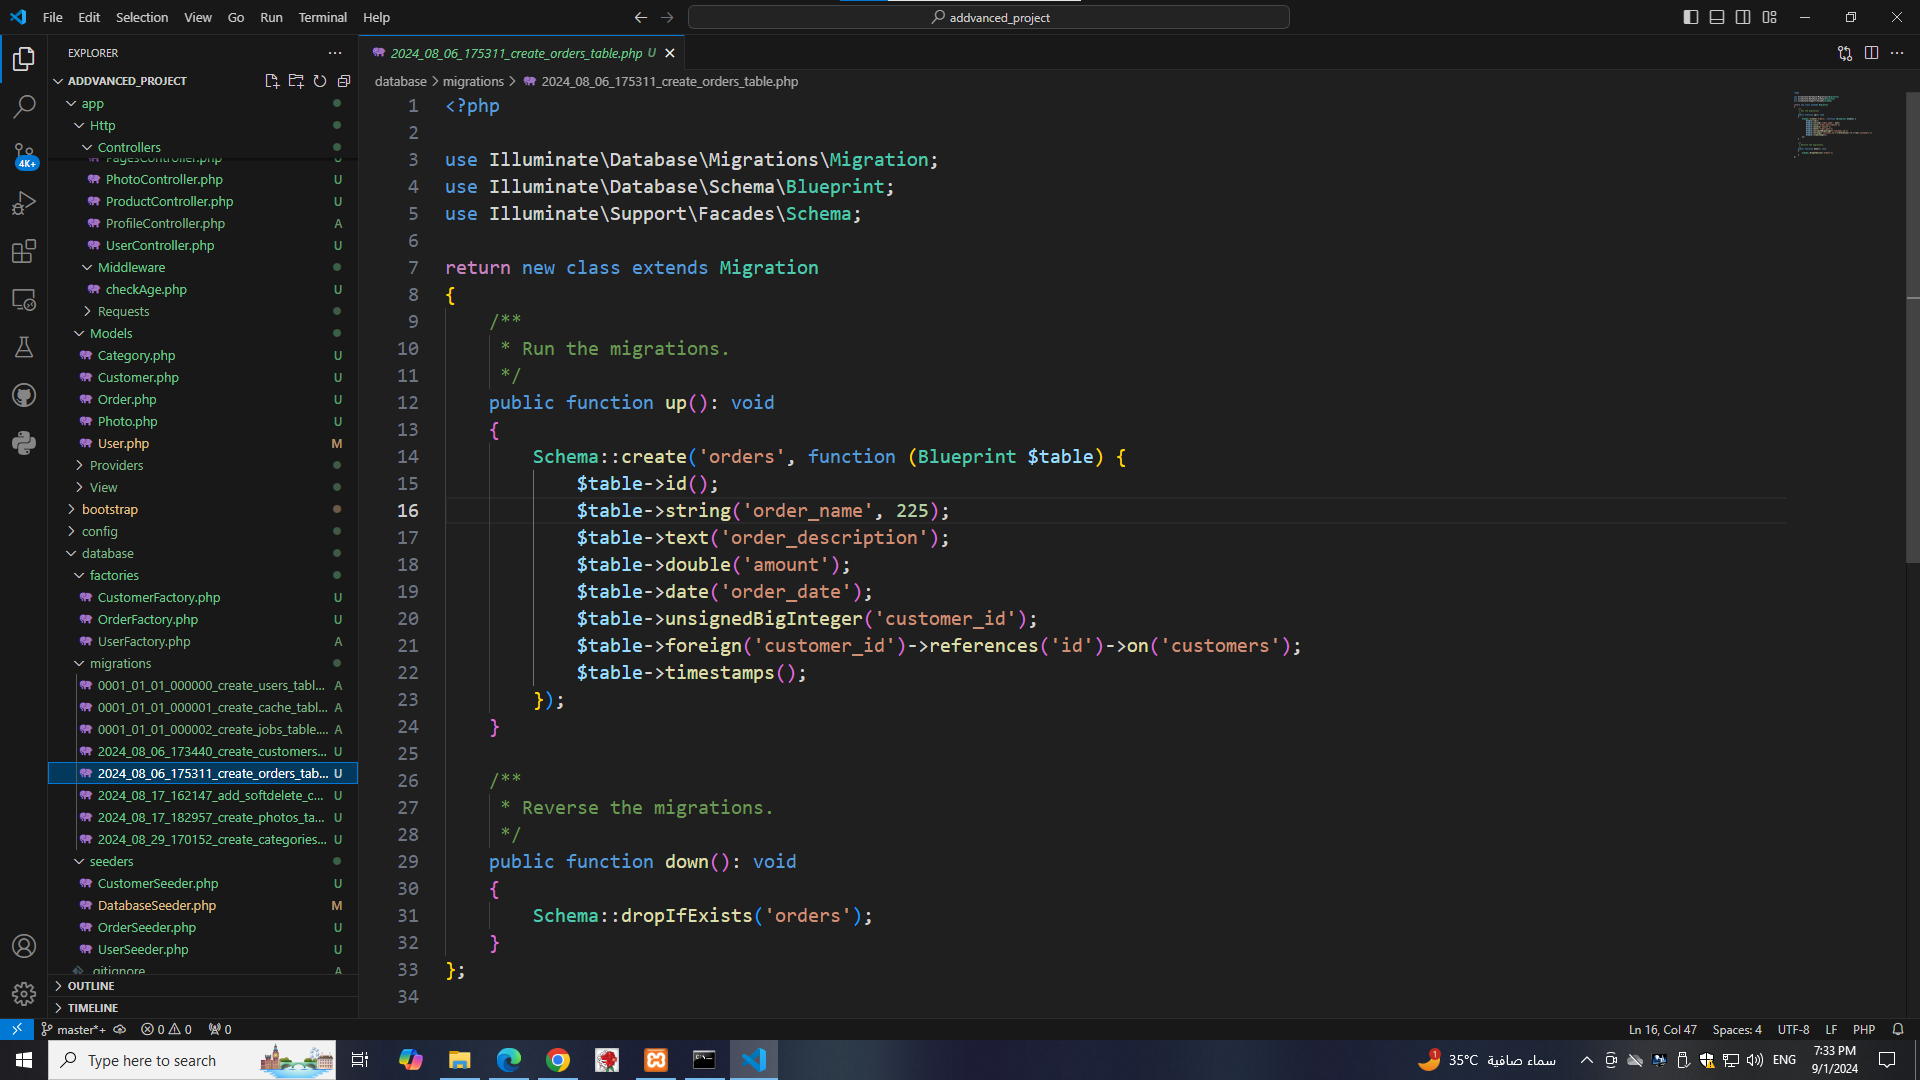 File Edit Selection View Go Run Terminal Help
addvanced_project
EXPLORER
ADDVANCED_PROJECT
app
Http
Controllers
PagesController.php U
PhotoController.php U
ProductController.php U
ProfileController.php A
UserController.php U
Middleware
checkAge.php U
Requests
Models
Category.php U
Customer.php U
Order.php U
Photo.php U
User.php M
Providers
View
bootstrap
config
database
factories
CustomerFactory.php U
OrderFactory.php U
UserFactory.php A
migrations
0001_01_01_000000_create_users_tabl... A
0001_01_01_000001_create_cache_tabl... A
0001_01_01_000002_create_jobs_table.... A
2024_08_06_173440_create_customers... U
2024_08_06_175311_create_orders_tab... U
2024_08_17_162147_add_softdelete_c... U
2024_08_17_182957_create_photos_ta... U
2024_08_29_170152_create_categories... U
seeders
CustomerSeeder.php U
DatabaseSeeder.php M
OrderSeeder.php U
UserSeeder.php U
.gitignore A
OUTLINE
TIMELINE
4K+
2024_08_06_175311_create_orders_table.php U
database > migrations > 2024_08_06_175311_create_orders_table.php
1 <?php
2
3 use Illuminate\Database\Migrations\Migration;
4 use Illuminate\Database\Schema\Blueprint;
5 use Illuminate\Support\Facades\Schema;
6
7 return new class extends Migration
8 {
9 /**
10 * Run the migrations.
11 */
12 public function up(): void
13 {
14 Schema::create('orders', function (Blueprint $table) {
15 $table->id();
16 $table->string('order_name', 225);
17 $table->text('order_description');
18 $table->double('amount');
19 $table->date('order_date');
20 $table->unsignedBigInteger('customer_id');
21 $table->foreign('customer_id')->references('id')->on('customers');
22 $table->timestamps();
23 });
24 }
25
26 /**
27 * Reverse the migrations.
28 */
29 public function down(): void
30 {
31 Schema::dropIfExists('orders');
32 }
33 };
34
master*+ 0 0 0
Ln 16, Col 47 Spaces: 4 UTF-8 LF PHP
Type here to search
1 35°C سماء صافية
ENG
7:33 PM
9/1/2024